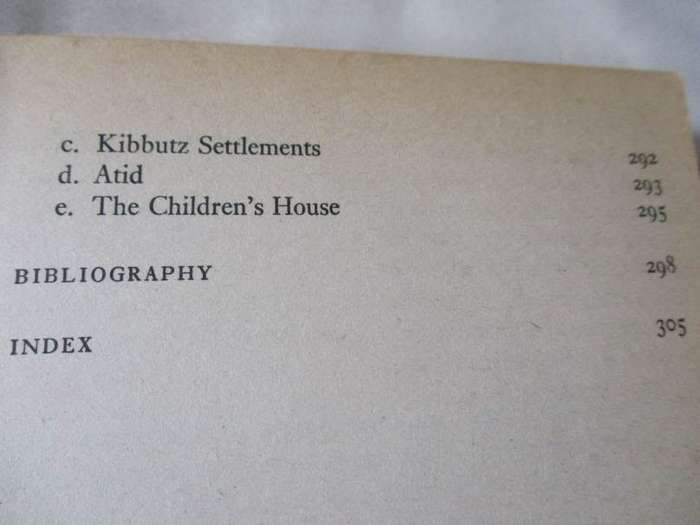 c. Kibbutz Settlements 292
d. Atid 293
e. The Children's House 295
BIBLIOGRAPHY 298
INDEX 305